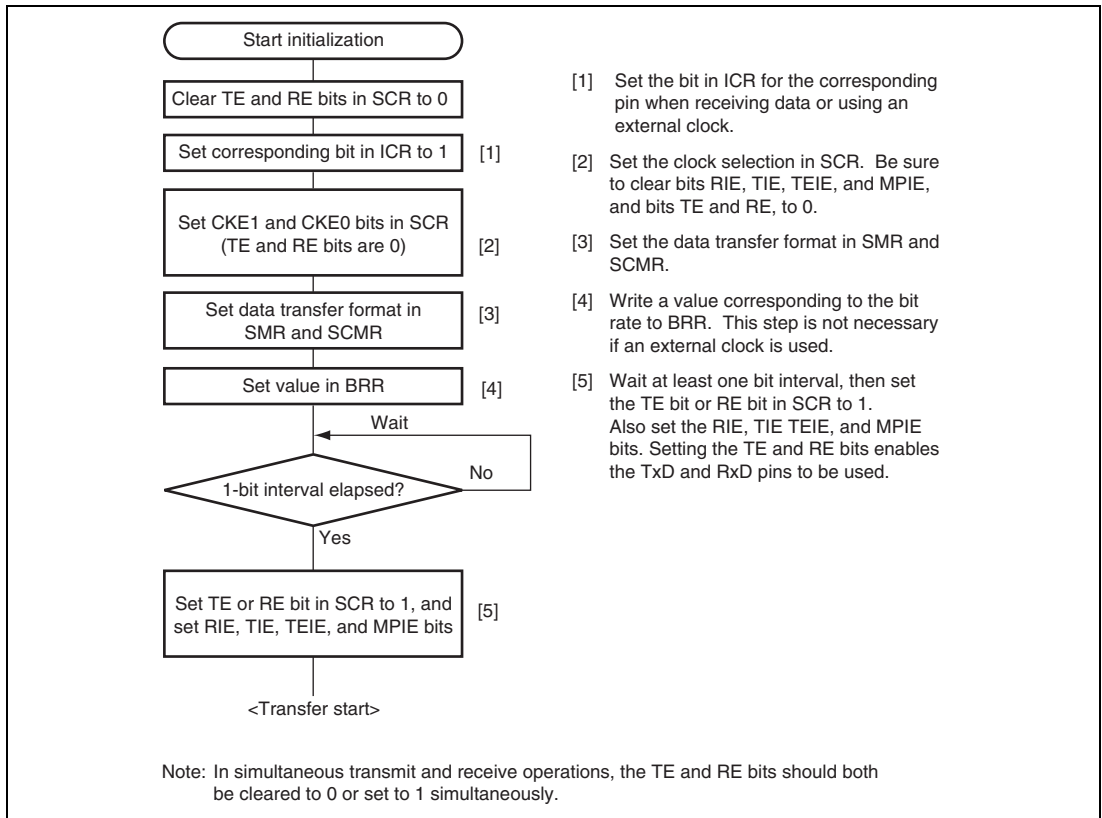 Start initialization
Clear TE and RE bits in SCR to 0
Set corresponding bit in ICR to 1
[1]
Set CKE1 and CKE0 bits in SCR
(TE and RE bits are 0)
[2]
Set data transfer format in
SMR and SCMR
[3]
Set value in BRR
[4]
Wait
No
1-bit interval elapsed?
Yes
Set TE or RE bit in SCR to 1, and
set RIE, TIE, TEIE, and MPIE bits
[5]
<Transfer start>
[1] Set the bit in ICR for the corresponding
pin when receiving data or using an
external clock.
[2] Set the clock selection in SCR. Be sure
to clear bits RIE, TIE, TEIE, and MPIE,
and bits TE and RE, to 0.
[3] Set the data transfer format in SMR and
SCMR.
[4] Write a value corresponding to the bit
rate to BRR. This step is not necessary
if an external clock is used.
[5] Wait at least one bit interval, then set
the TE bit or RE bit in SCR to 1.
Also set the RIE, TIE TEIE, and MPIE
bits. Setting the TE and RE bits enables
the TxD and RxD pins to be used.
Note: In simultaneous transmit and receive operations, the TE and RE bits should both
be cleared to 0 or set to 1 simultaneously.